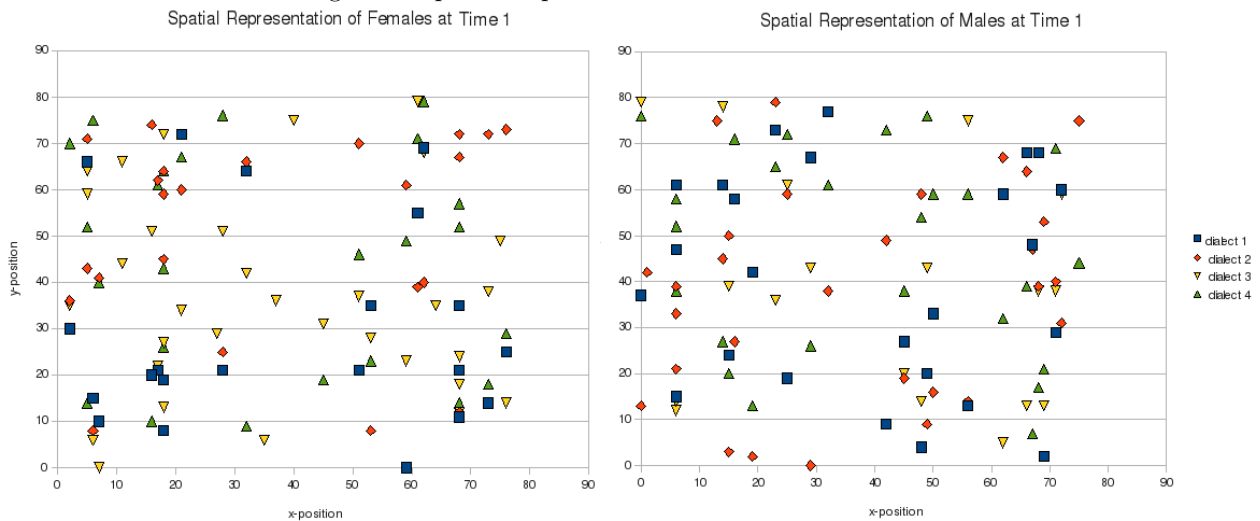 Spatial Representation of Females at Time 1
90
80
70
60
50
40
30
20
10
0
y-position
0 10 20 30 40 50 60 70 80 90
x-position
Spatial Representation of Males at Time 1
90
80
70
60
50
40
30
20
10
0
0 10 20 30 40 50 60 70 80 90
x-position
dialect 1
dialect 2
dialect 3
dialect 4